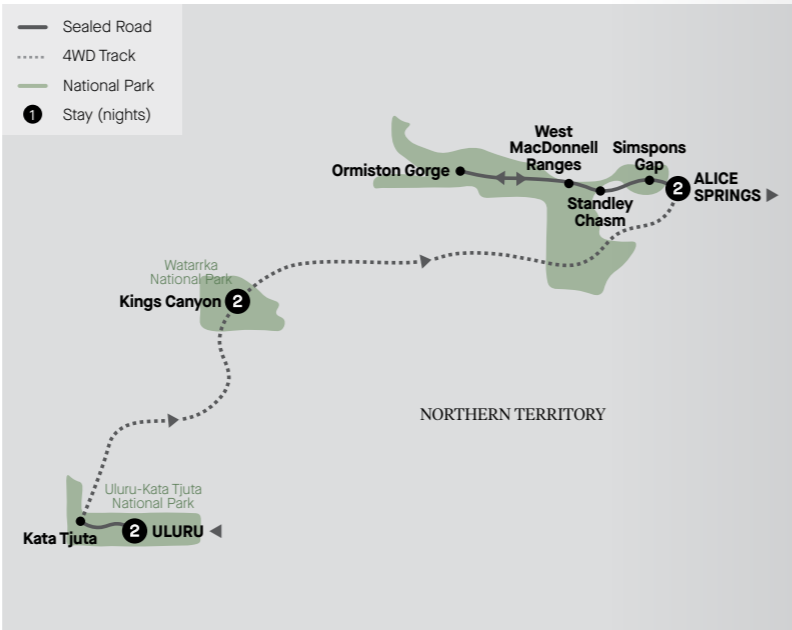 Sealed Road
4WD Track
National Park
1 Stay (nights)
West
MacDonnell
Ranges
Simspons
Gap
Ormiston Gorge
2 ALICE
SPRINGS
Standley
Chasm
Watarrka
National Park
Kings Canyon 2
NORTHERN TERRITORY
Uluru-Kata Tjuta
National Park
Kata Tjuta
2 ULURU